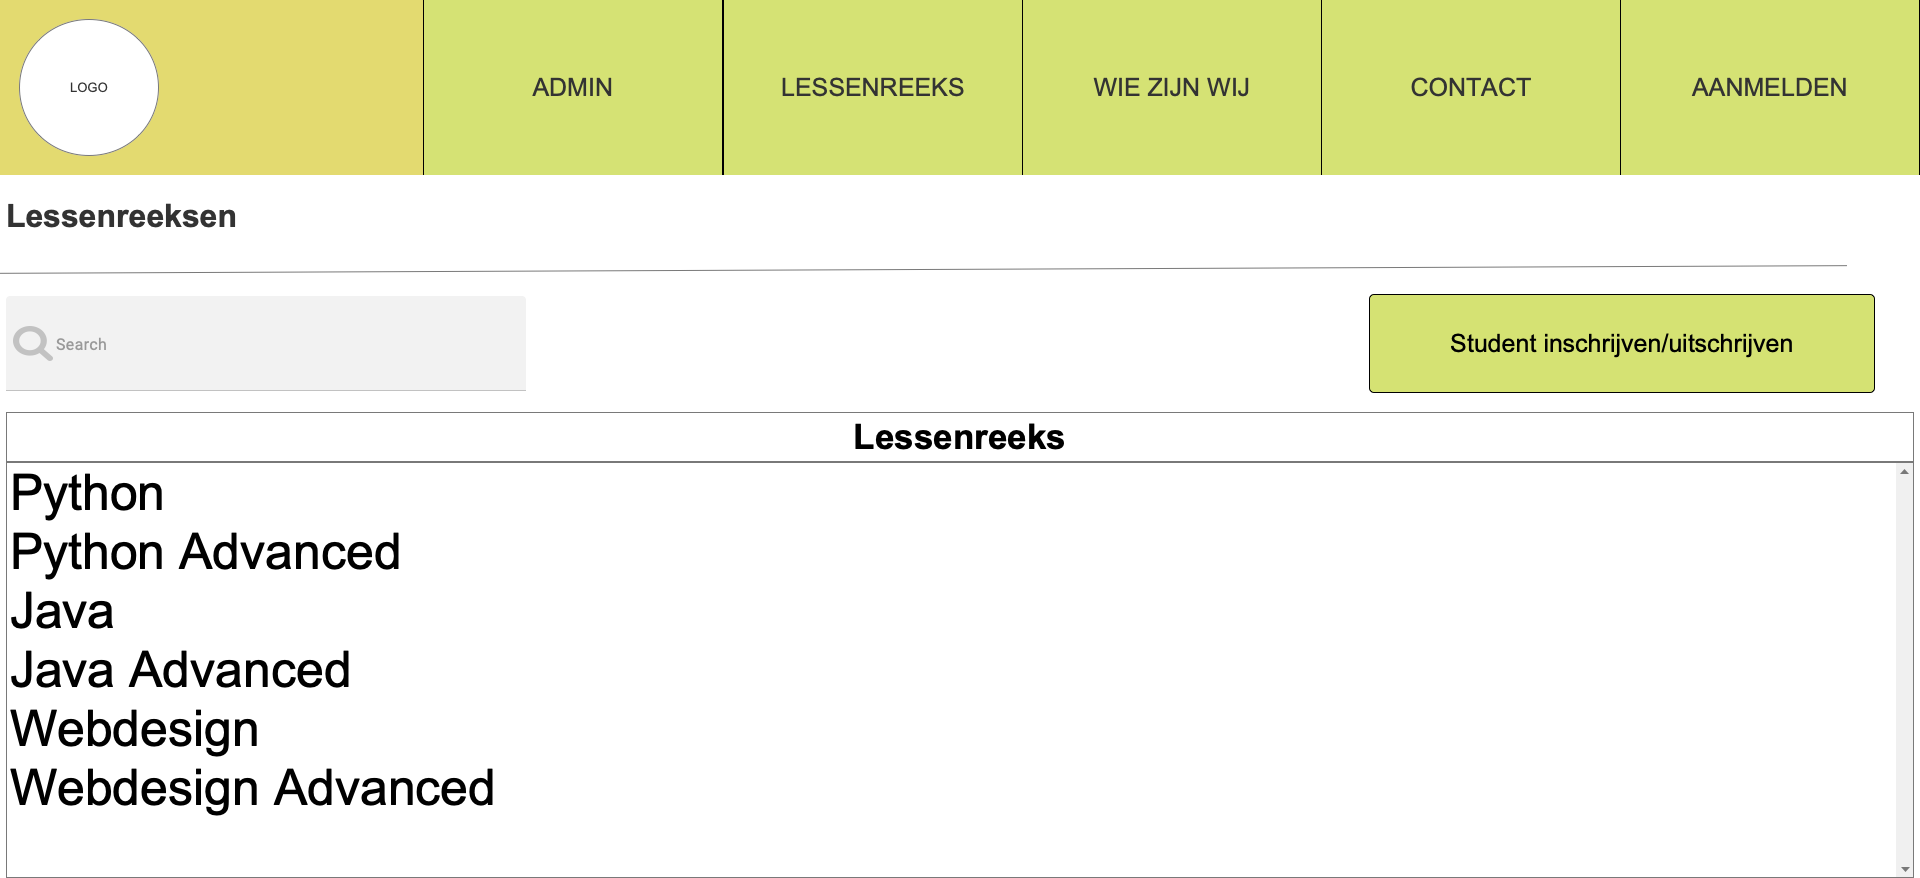 LOGO
ADMIN
LESSENREEKS
WIE ZIJN WIJ
CONTACT
AANMELDEN
Lessenreeksen
Search
Student inschrijven/uitschrijven
Lessenreeks
Python
Python Advanced
Java
Java Advanced
Webdesign
Webdesign Advanced